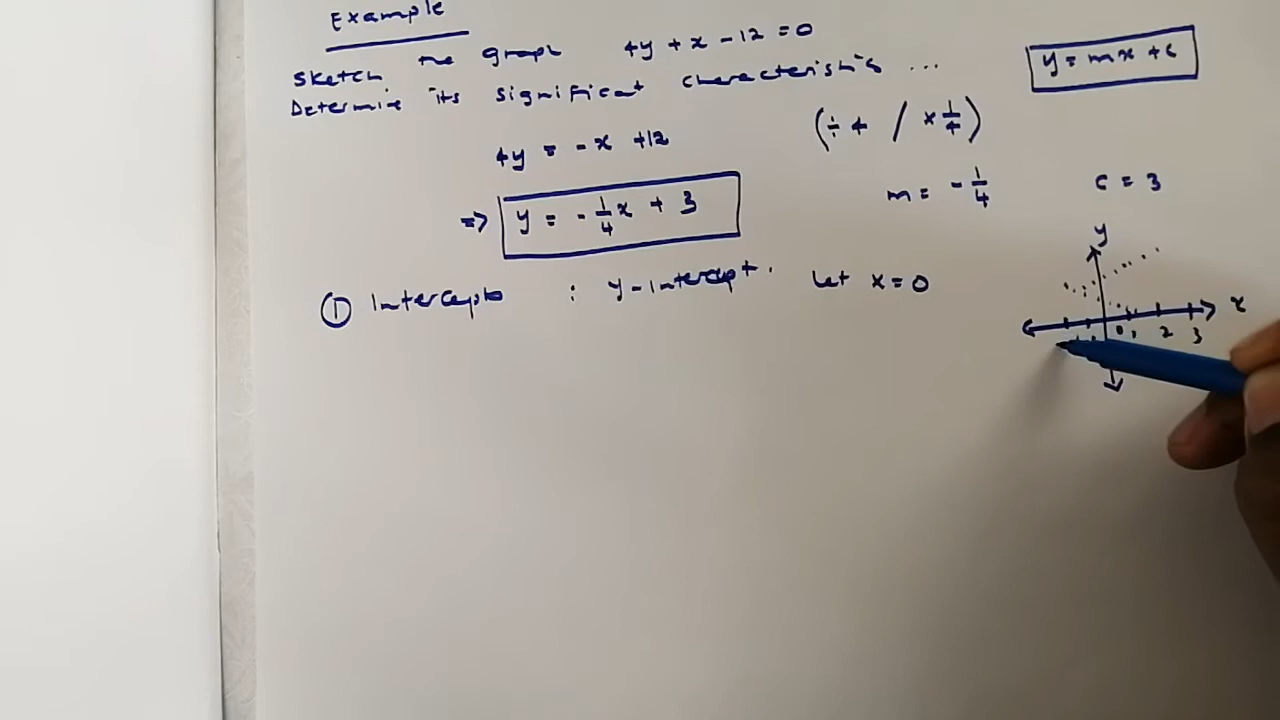 Example
Sketch the graph 4y + x - 12 = 0
Determine its significant characteristics ...
y = mx + c
4y = -x + 12 (÷ 4 / × 1/4)
=> y = -1/4 x + 3 m = -1/4 c = 3
① Intercepts : y-intercept. Let x = 0
y
x
0 1 2 3